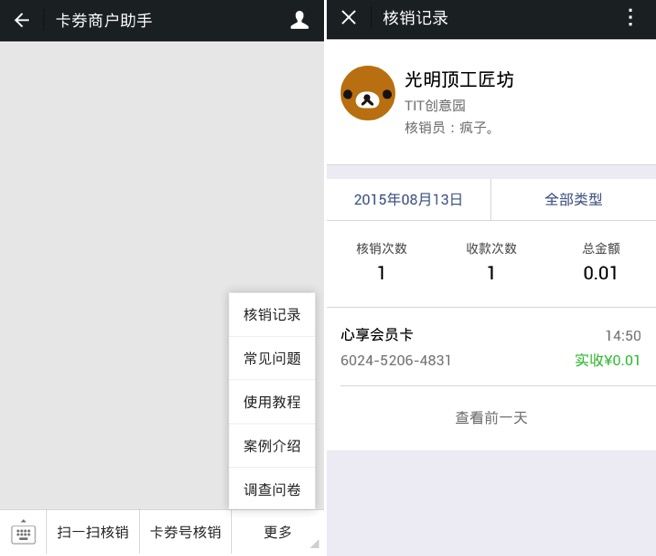 卡券商户助手
核销记录
常见问题
使用教程
案例介绍
调查问卷
扫一扫核销
卡券号核销
更多
核销记录
光明顶工匠坊
TIT创意园
核销员：疯子。
2015年08月13日
全部类型
核销次数
收款次数
总金额
1
1
0.01
心享会员卡
14:50
6024-5206-4831
实收¥0.01
查看前一天